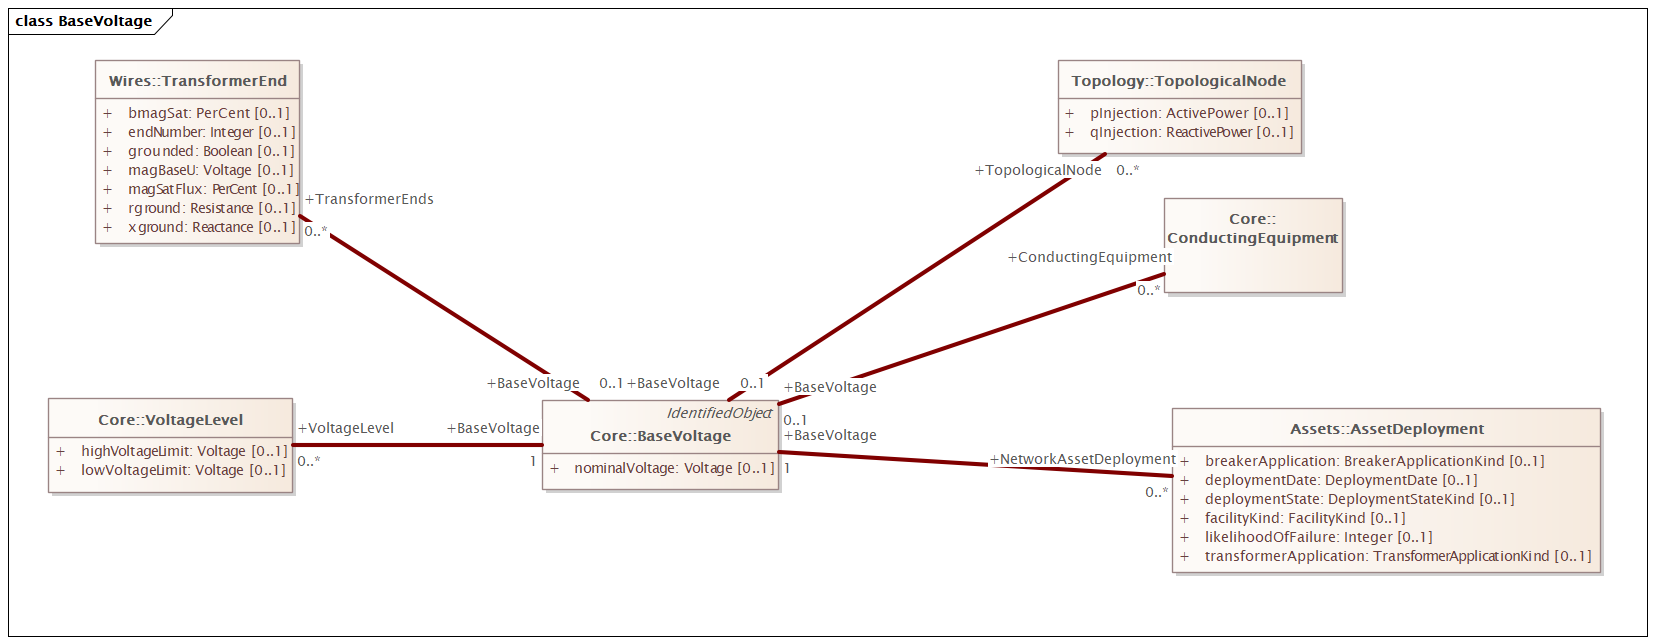 class BaseVoltage
Wires::TransformerEnd
+ bmagSat: PerCent [0..1]
+ endNumber: Integer [0..1]
+ grounded: Boolean [0..1]
+ magBaseU: Voltage [0..1]
+ magSatFlux: PerCent [0..1]
+ rground: Resistance [0..1]
+ xground: Reactance [0..1]
+TransformerEnds
0..*
Topology::TopologicalNode
+ pInjection: ActivePower [0..1]
+ qInjection: ReactivePower [0..1]
+TopologicalNode 0..*
Core::
ConductingEquipment
+ConductingEquipment
0..*
+BaseVoltage 0..1
+BaseVoltage 0..1
+BaseVoltage
0..1
Core::VoltageLevel
+ highVoltageLimit: Voltage [0..1]
+ lowVoltageLimit: Voltage [0..1]
+VoltageLevel
0..*
+BaseVoltage
1
IdentifiedObject
Core::BaseVoltage
+ nominalVoltage: Voltage [0..1]
+BaseVoltage
1
+NetworkAssetDeployment
0..*
Assets::AssetDeployment
+ breakerApplication: BreakerApplicationKind [0..1]
+ deploymentDate: DeploymentDate [0..1]
+ deploymentState: DeploymentStateKind [0..1]
+ facilityKind: FacilityKind [0..1]
+ likelihoodOfFailure: Integer [0..1]
+ transformerApplication: TransformerApplicationKind [0..1]